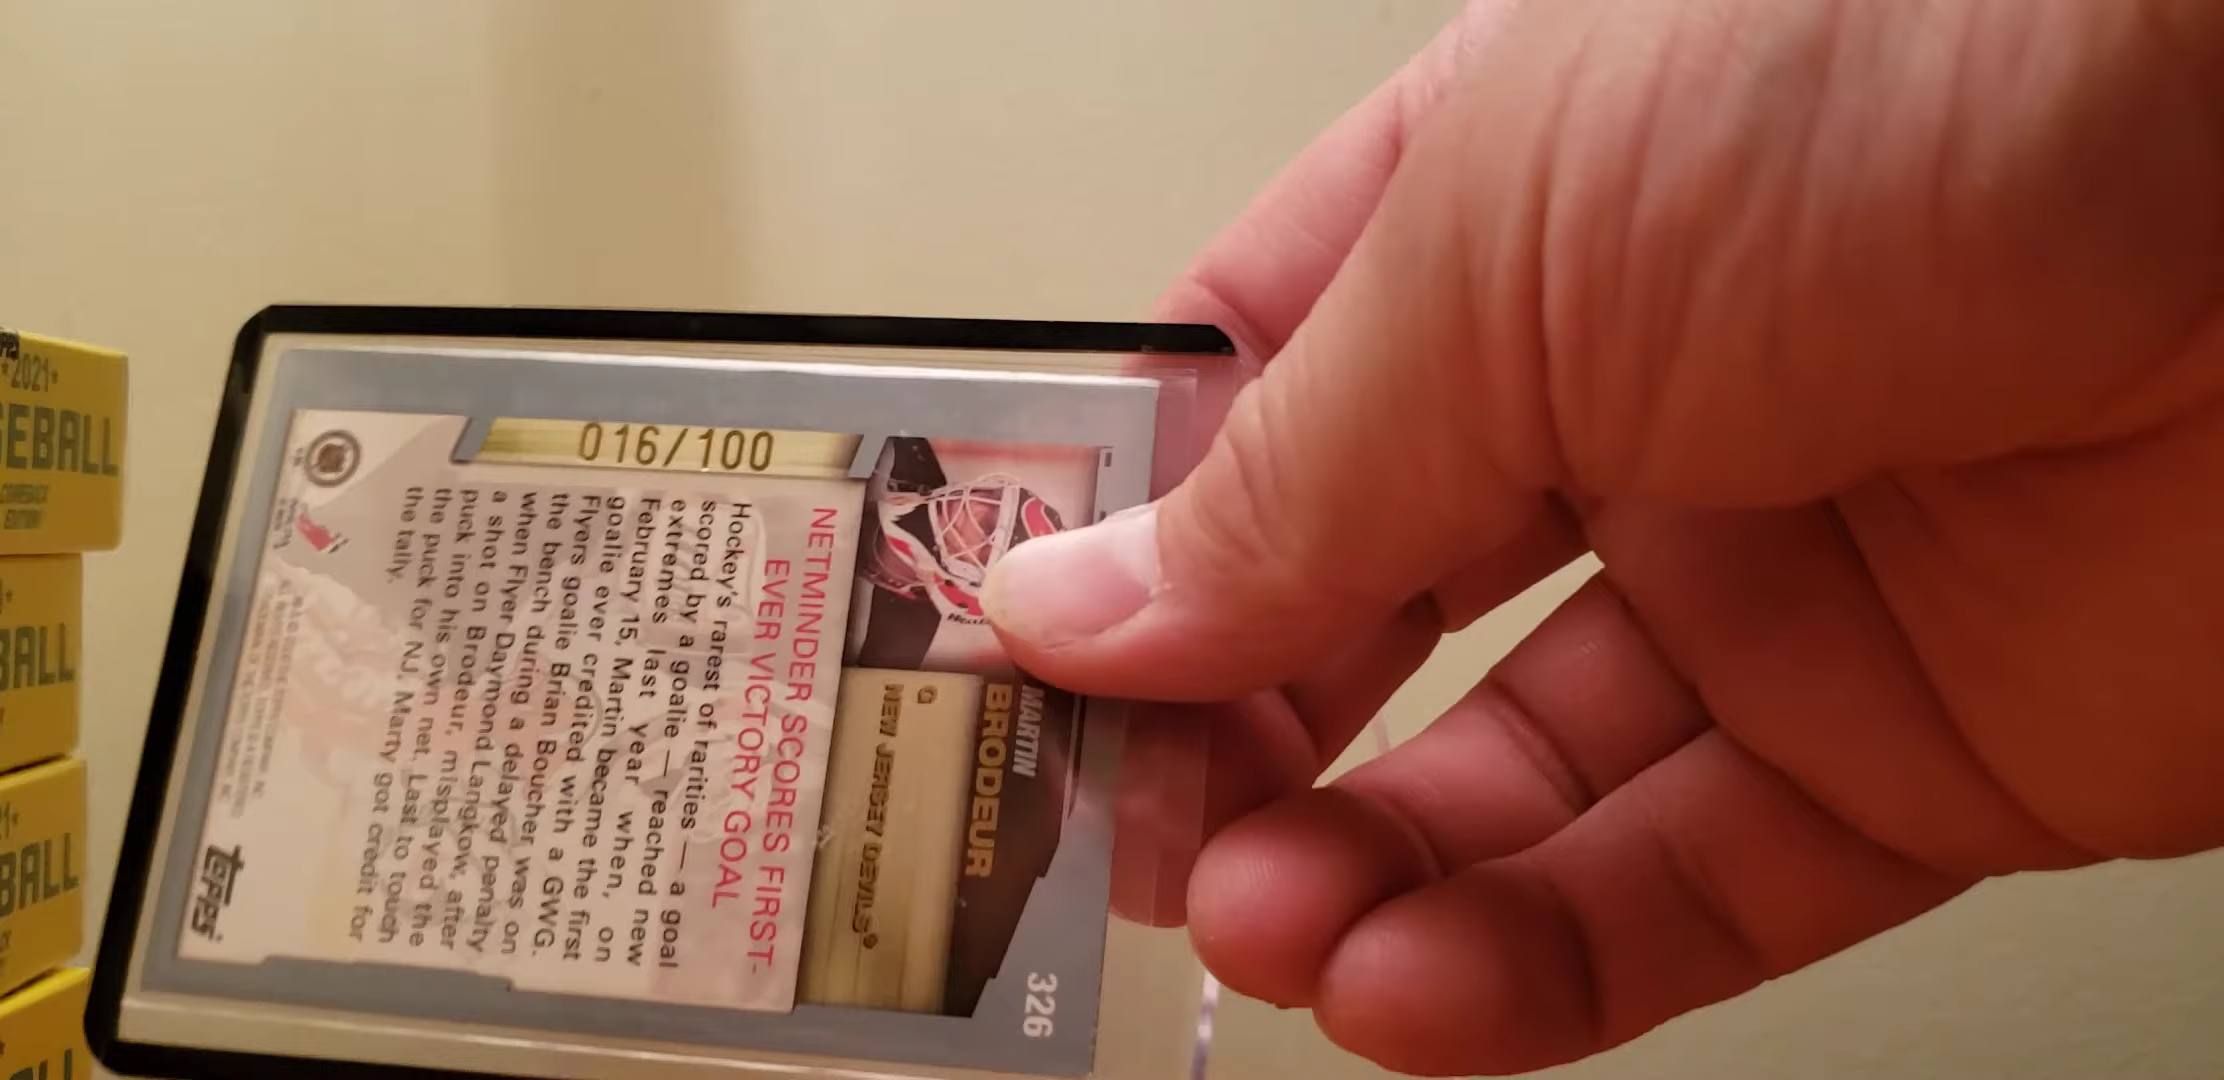 326
MARTIN
BRODEUR
G
NEW JERSEY DEVILS®
NETMINDER SCORES FIRST-
EVER VICTORY GOAL
Hockey's rarest of rarities — a goal
scored by a goalie — reached new
extremes last year when, on
February 15, Martin became the first
goalie ever credited with a GWG.
Flyers goalie Brian Boucher was on
the bench during a delayed penalty
when Flyer Daymond Langkow, after
a shot on Brodeur, misplayed the
puck into his own net. Last to touch
the puck for NJ, Marty got credit for
the tally.
016/100
topps
2021
SEBALL
COMEBACK
EDITION
BALL
BALL